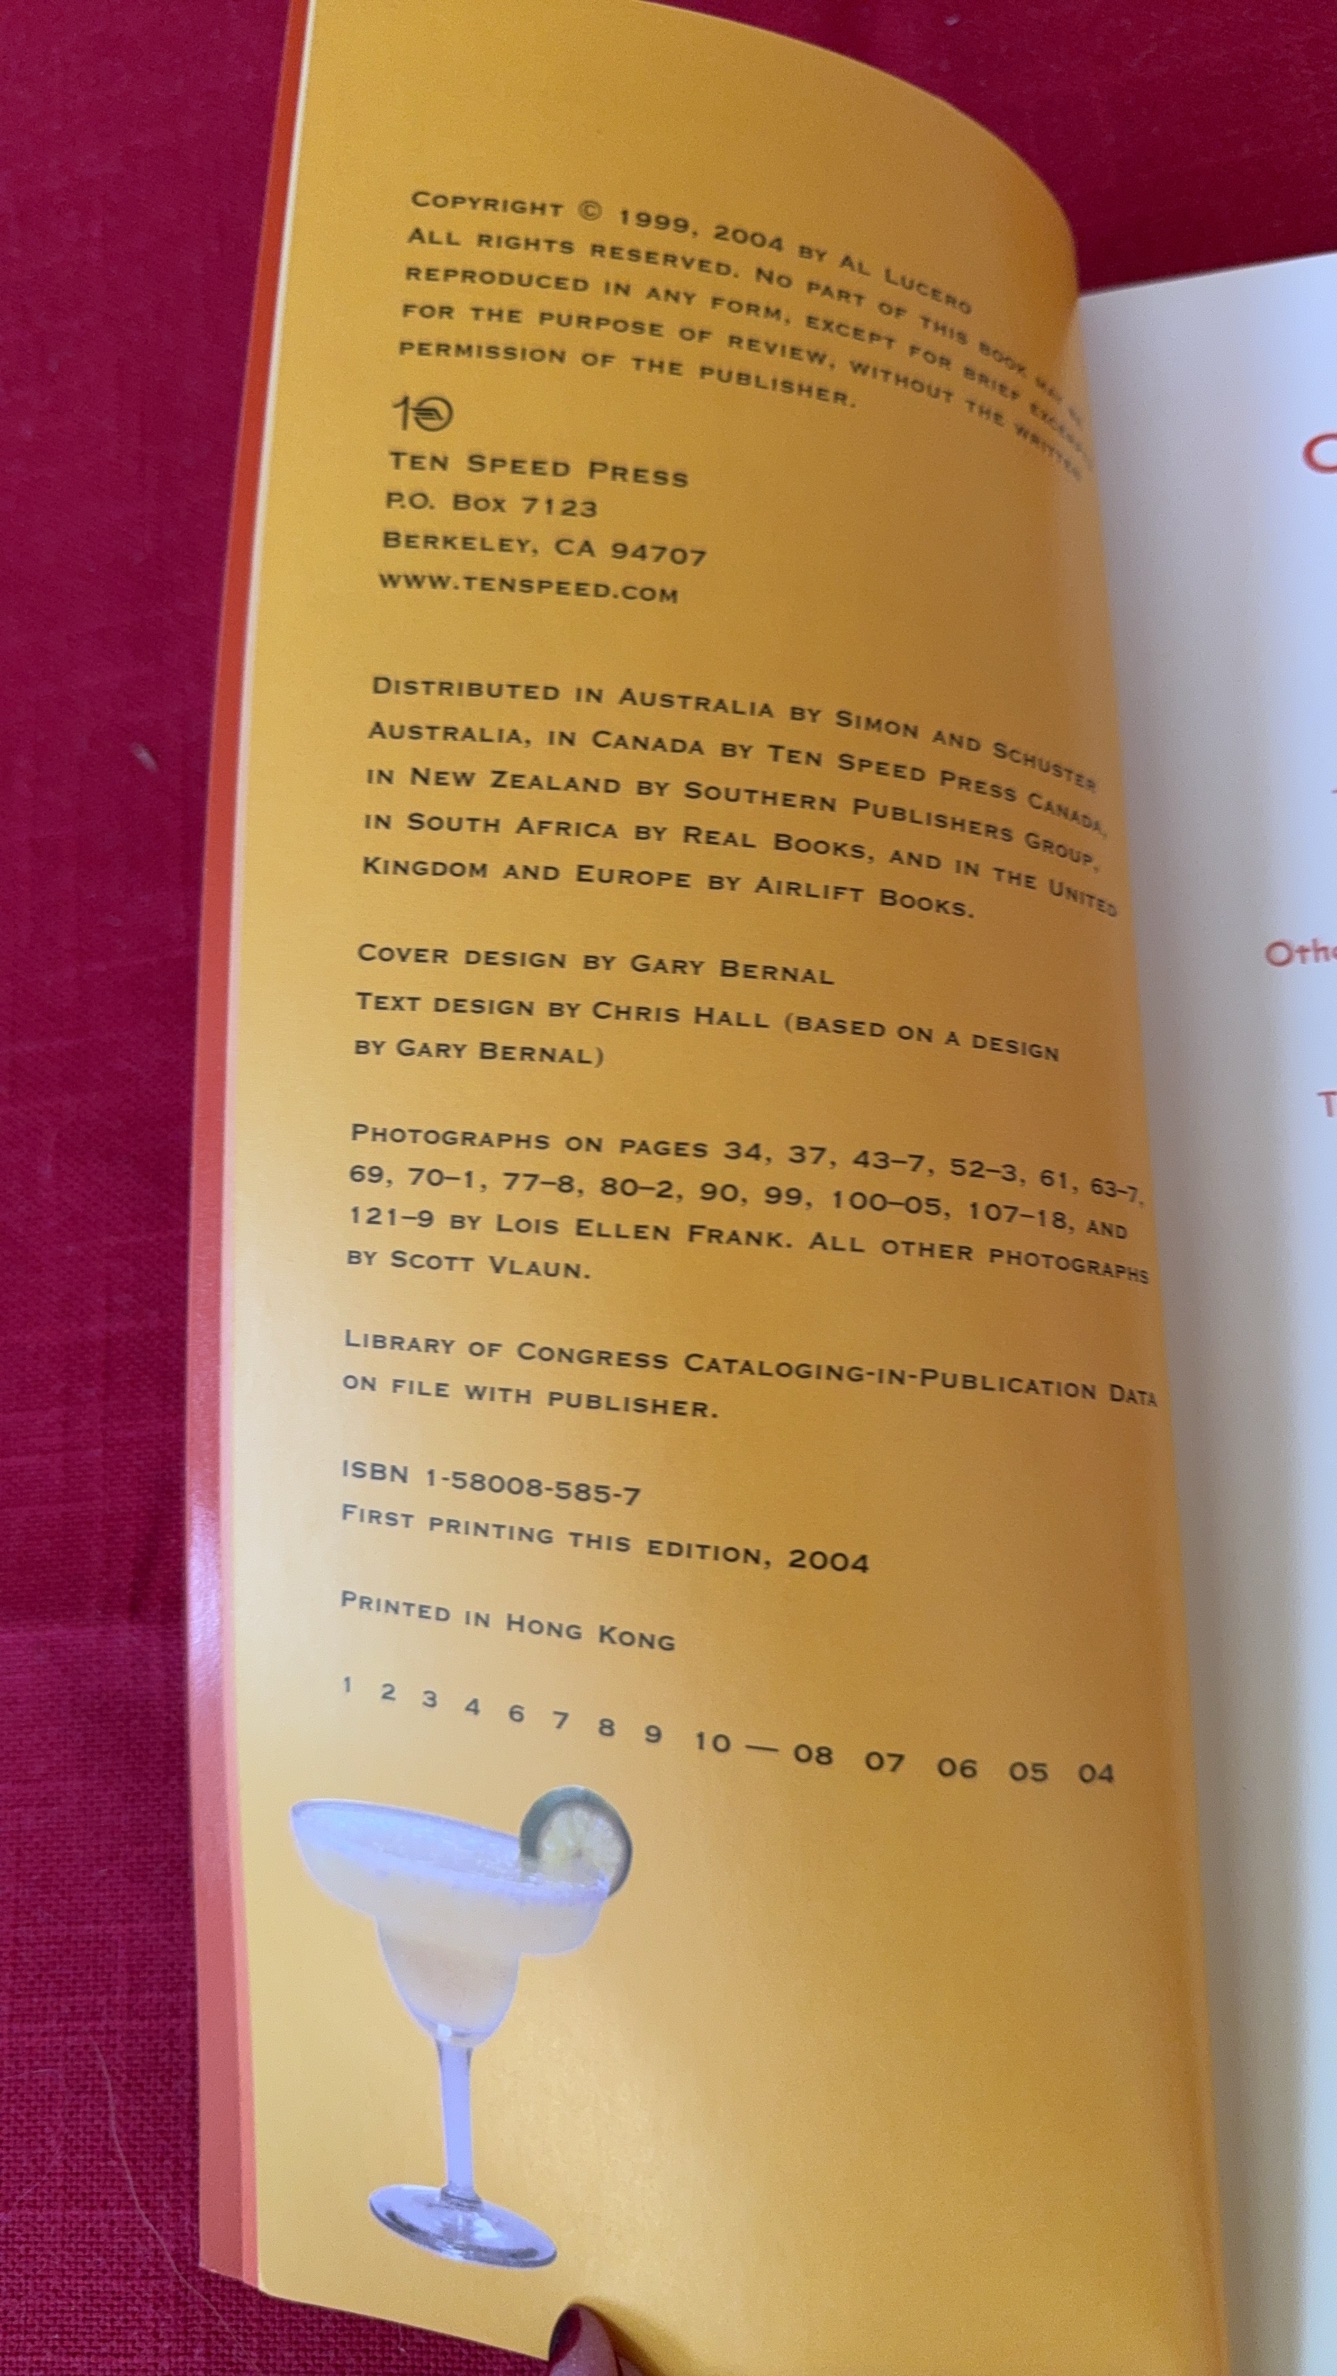 Copyright © 1999, 2004 by Al Lucero
All rights reserved. No part of this book may be
reproduced in any form, except for brief excerpts
for the purpose of review, without the written
permission of the publisher.
10
Ten Speed Press
P.O. Box 7123
Berkeley, CA 94707
www.tenspeed.com
Distributed in Australia by Simon and Schuster
Australia, in Canada by Ten Speed Press Canada,
in New Zealand by Southern Publishers Group,
in South Africa by Real Books, and in the United
Kingdom and Europe by Airlift Books.
Cover design by Gary Bernal
Text design by Chris Hall (based on a design
by Gary Bernal)
Photographs on pages 34, 37, 43–7, 52–3, 61, 63–7,
69, 70–1, 77–8, 80–2, 90, 99, 100–05, 107–18, and
121–9 by Lois Ellen Frank. All other photographs
by Scott Vlaun.
Library of Congress Cataloging-in-Publication Data
on file with publisher.
ISBN 1-58008-585-7
First printing this edition, 2004
Printed in Hong Kong
1 2 3 4 6 7 8 9 10 — 08 07 06 05 04
Othe